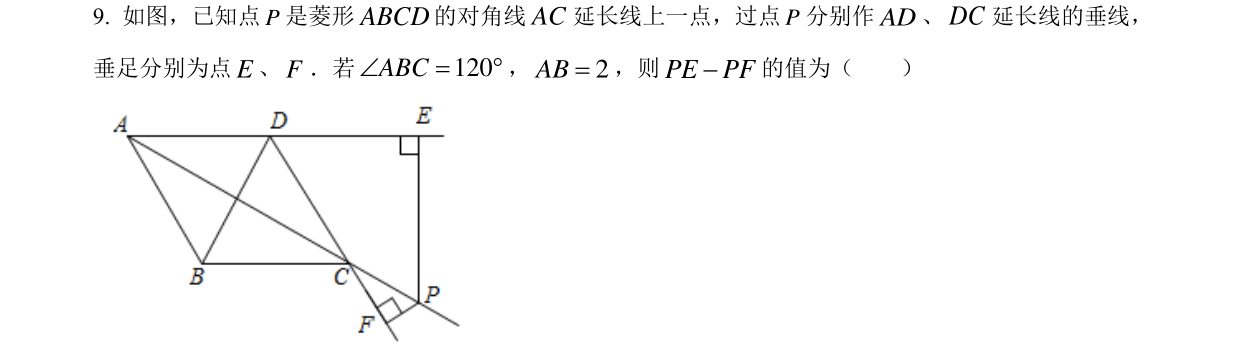 9. 如图，已知点 P 是菱形 ABCD 的对角线 AC 延长线上一点，过点 P 分别作 AD 、 DC 延长线的垂线，
垂足分别为点 E 、 F ．若 ∠ABC = 120° ， AB = 2 ，则 PE − PF 的值为（　　）
A D E
B C P
F